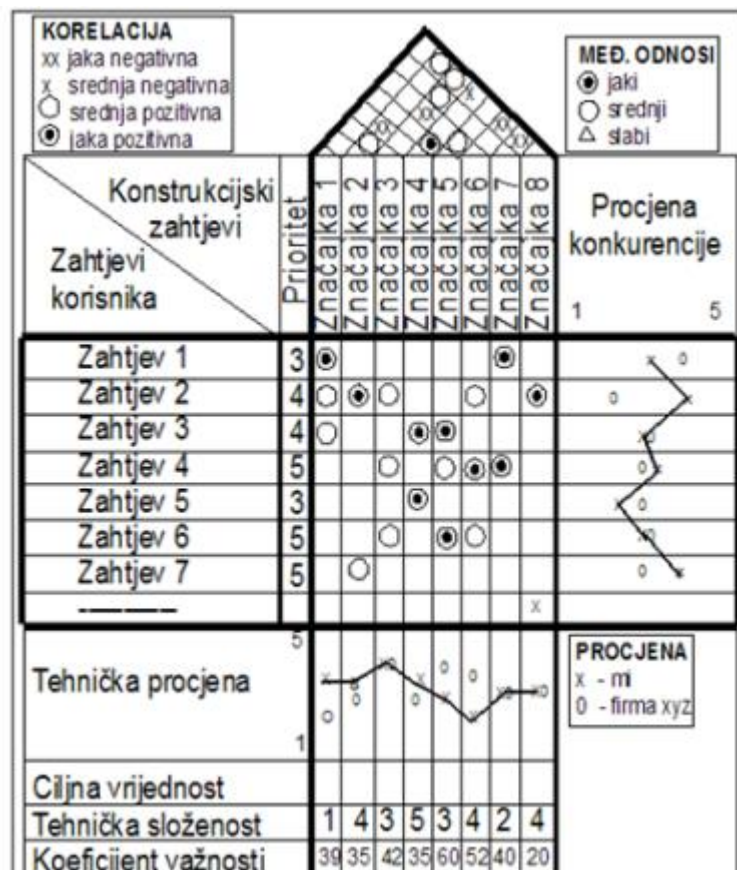 KORELACIJA
xx jaka negativna
x srednja negativna
srednja pozitivna
jaka pozitivna
MEĐ. ODNOSI
jaki
srednji
slabi
Konstrukcijski
zahtjevi
Zahtjevi
korisnika
Prioritet
Značajka 1
Značajka 2
Značajka 3
Značajka 4
Značajka 5
Značajka 6
Značajka 7
Značajka 8
Procjena
konkurencije
1 5
Zahtjev 1 3
Zahtjev 2 4
Zahtjev 3 4
Zahtjev 4 5
Zahtjev 5 3
Zahtjev 6 5
Zahtjev 7 5
Tehnička procjena
5
1
PROCJENA
x - mi
0 - firma xyz
Ciljna vrijednost
Tehnička složenost 1 4 3 5 3 4 2 4
Koeficijent važnosti 39 35 42 35 60 52 40 20